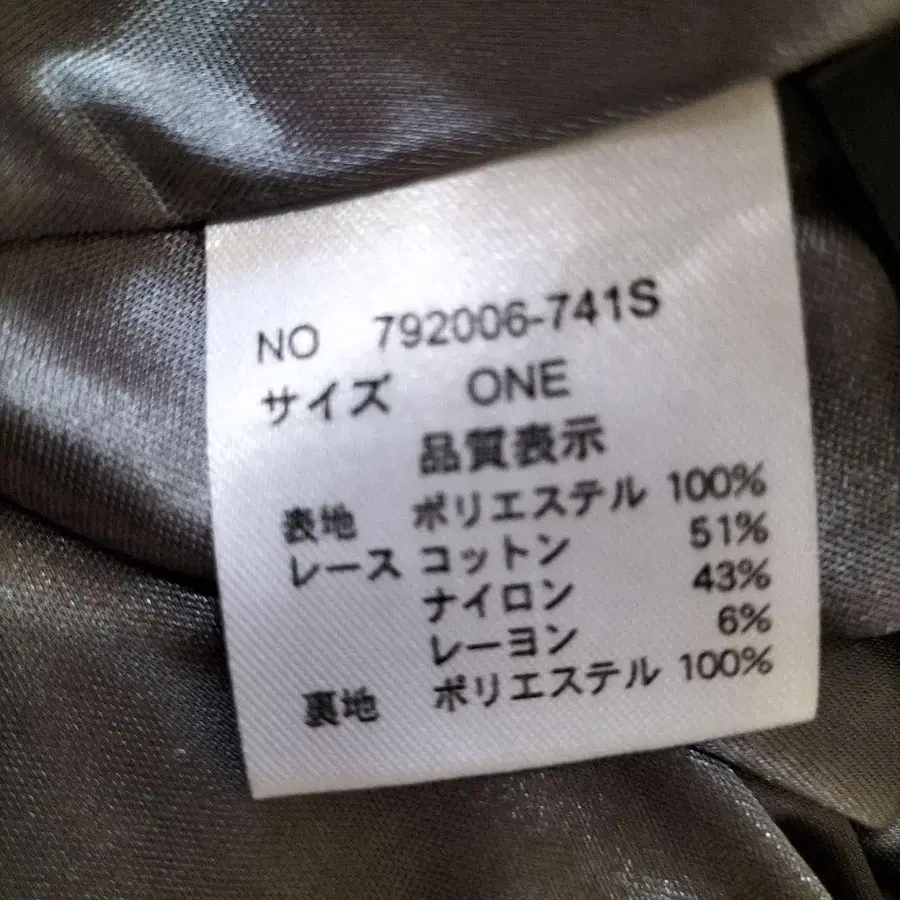 NO 792006-741S
サイズ ONE
品質表示
表地 ポリエステル 100%
レース コットン 51%
ナイロン 43%
レーヨン 6%
裏地 ポリエステル 100%